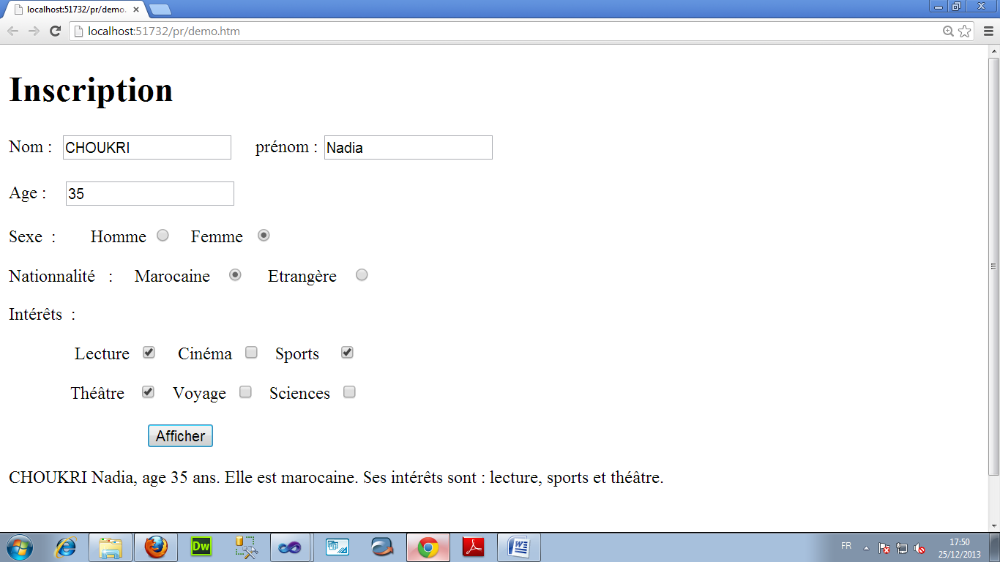 localhost:51732/pr/demo.
localhost:51732/pr/demo.htm
Inscription
Nom : CHOUKRI prénom : Nadia
Age : 35
Sexe : Homme Femme
Nationnalité : Marocaine Etrangère
Intérêts :
Lecture Cinéma Sports
Théâtre Voyage Sciences
Afficher
CHOUKRI Nadia, age 35 ans. Elle est marocaine. Ses intérêts sont : lecture, sports et théâtre.
Dw
FR 17:50
25/12/2013